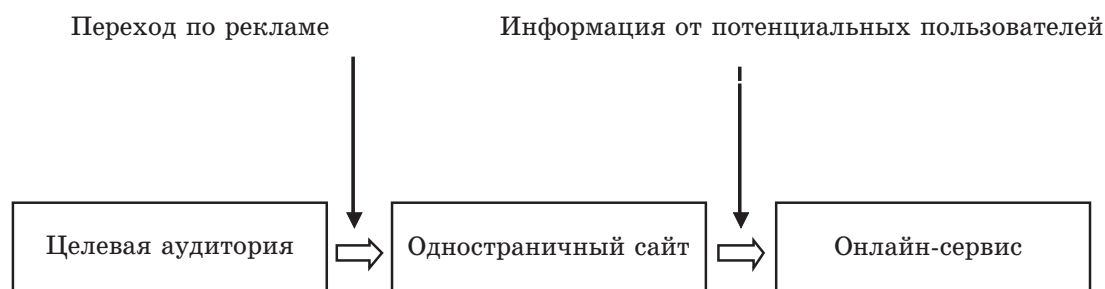 Переход по рекламе
Информация от потенциальных пользователей
Целевая аудитория
Одностраничный сайт
Онлайн-сервис